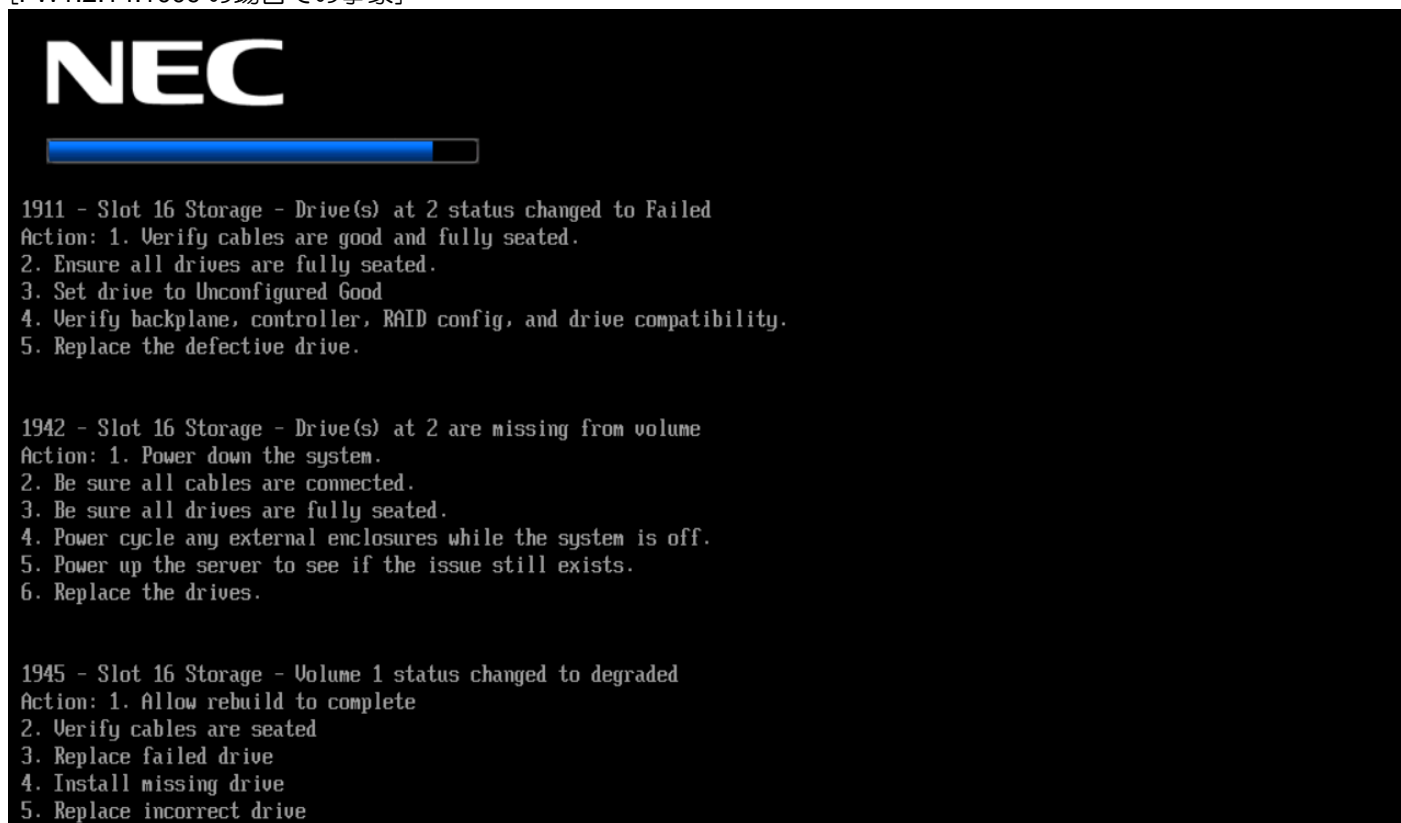 NEC
1911 - Slot 16 Storage - Drive(s) at 2 status changed to Failed
Action: 1. Verify cables are good and fully seated.
2. Ensure all drives are fully seated.
3. Set drive to Unconfigured Good
4. Verify backplane, controller, RAID config, and drive compatibility.
5. Replace the defective drive.
1942 - Slot 16 Storage - Drive(s) at 2 are missing from volume
Action: 1. Power down the system.
2. Be sure all cables are connected.
3. Be sure all drives are fully seated.
4. Power cycle any external enclosures while the system is off.
5. Power up the server to see if the issue still exists.
6. Replace the drives.
1945 - Slot 16 Storage - Volume 1 status changed to degraded
Action: 1. Allow rebuild to complete
2. Verify cables are seated
3. Replace failed drive
4. Install missing drive
5. Replace incorrect drive